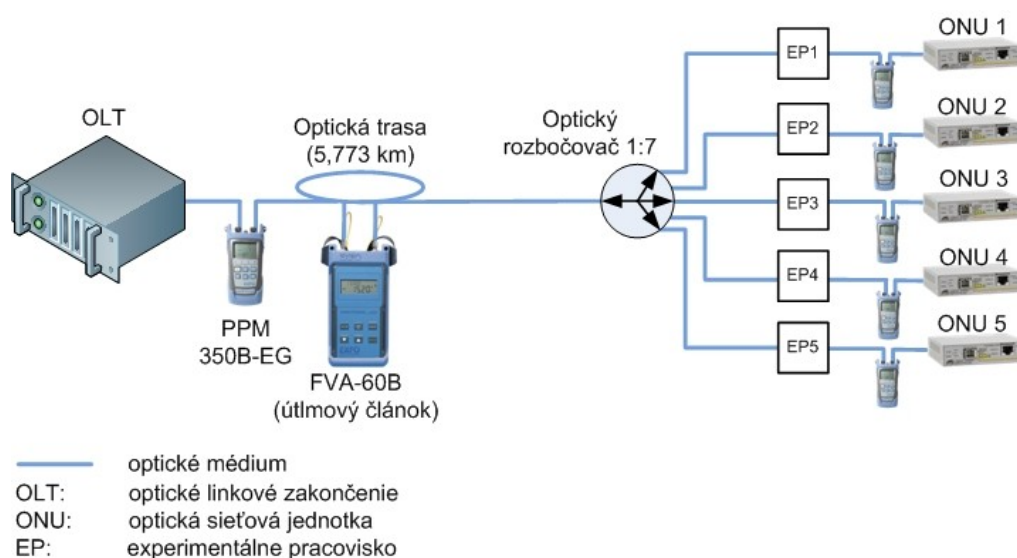 OLT
Optická trasa
(5,773 km)
PPM
350B-EG
FVA-60B
(útlmový článok)
Optický
rozbočovač 1:7
EP1
EP2
EP3
EP4
EP5
ONU 1
ONU 2
ONU 3
ONU 4
ONU 5
optické médium
OLT: optické linkové zakončenie
ONU: optická sieťová jednotka
EP: experimentálne pracovisko